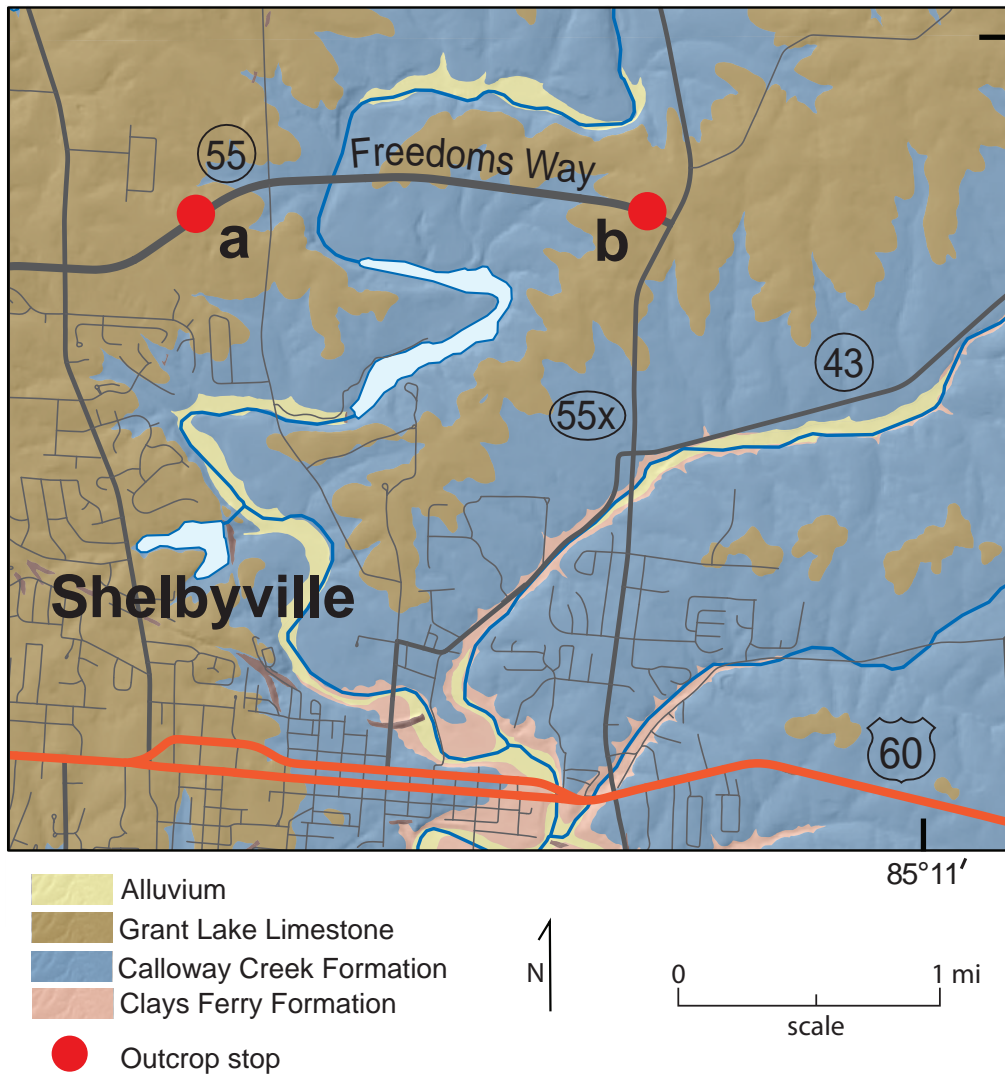 55
Freedoms Way
a
b
43
55x
Shelbyville
60
85°11′
Alluvium
Grant Lake Limestone
Calloway Creek Formation
Clays Ferry Formation
Outcrop stop
N
0 1 mi
scale